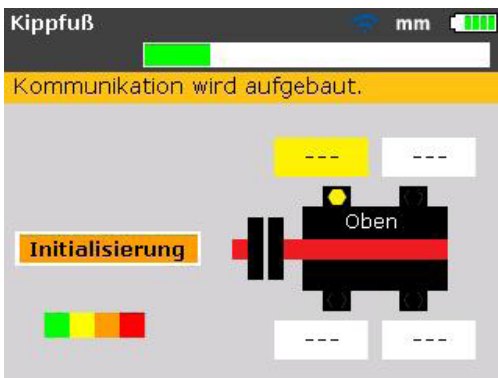 Kippfuß mm
Kommunikation wird aufgebaut.
--- ---
Oben
Initialisierung
--- ---